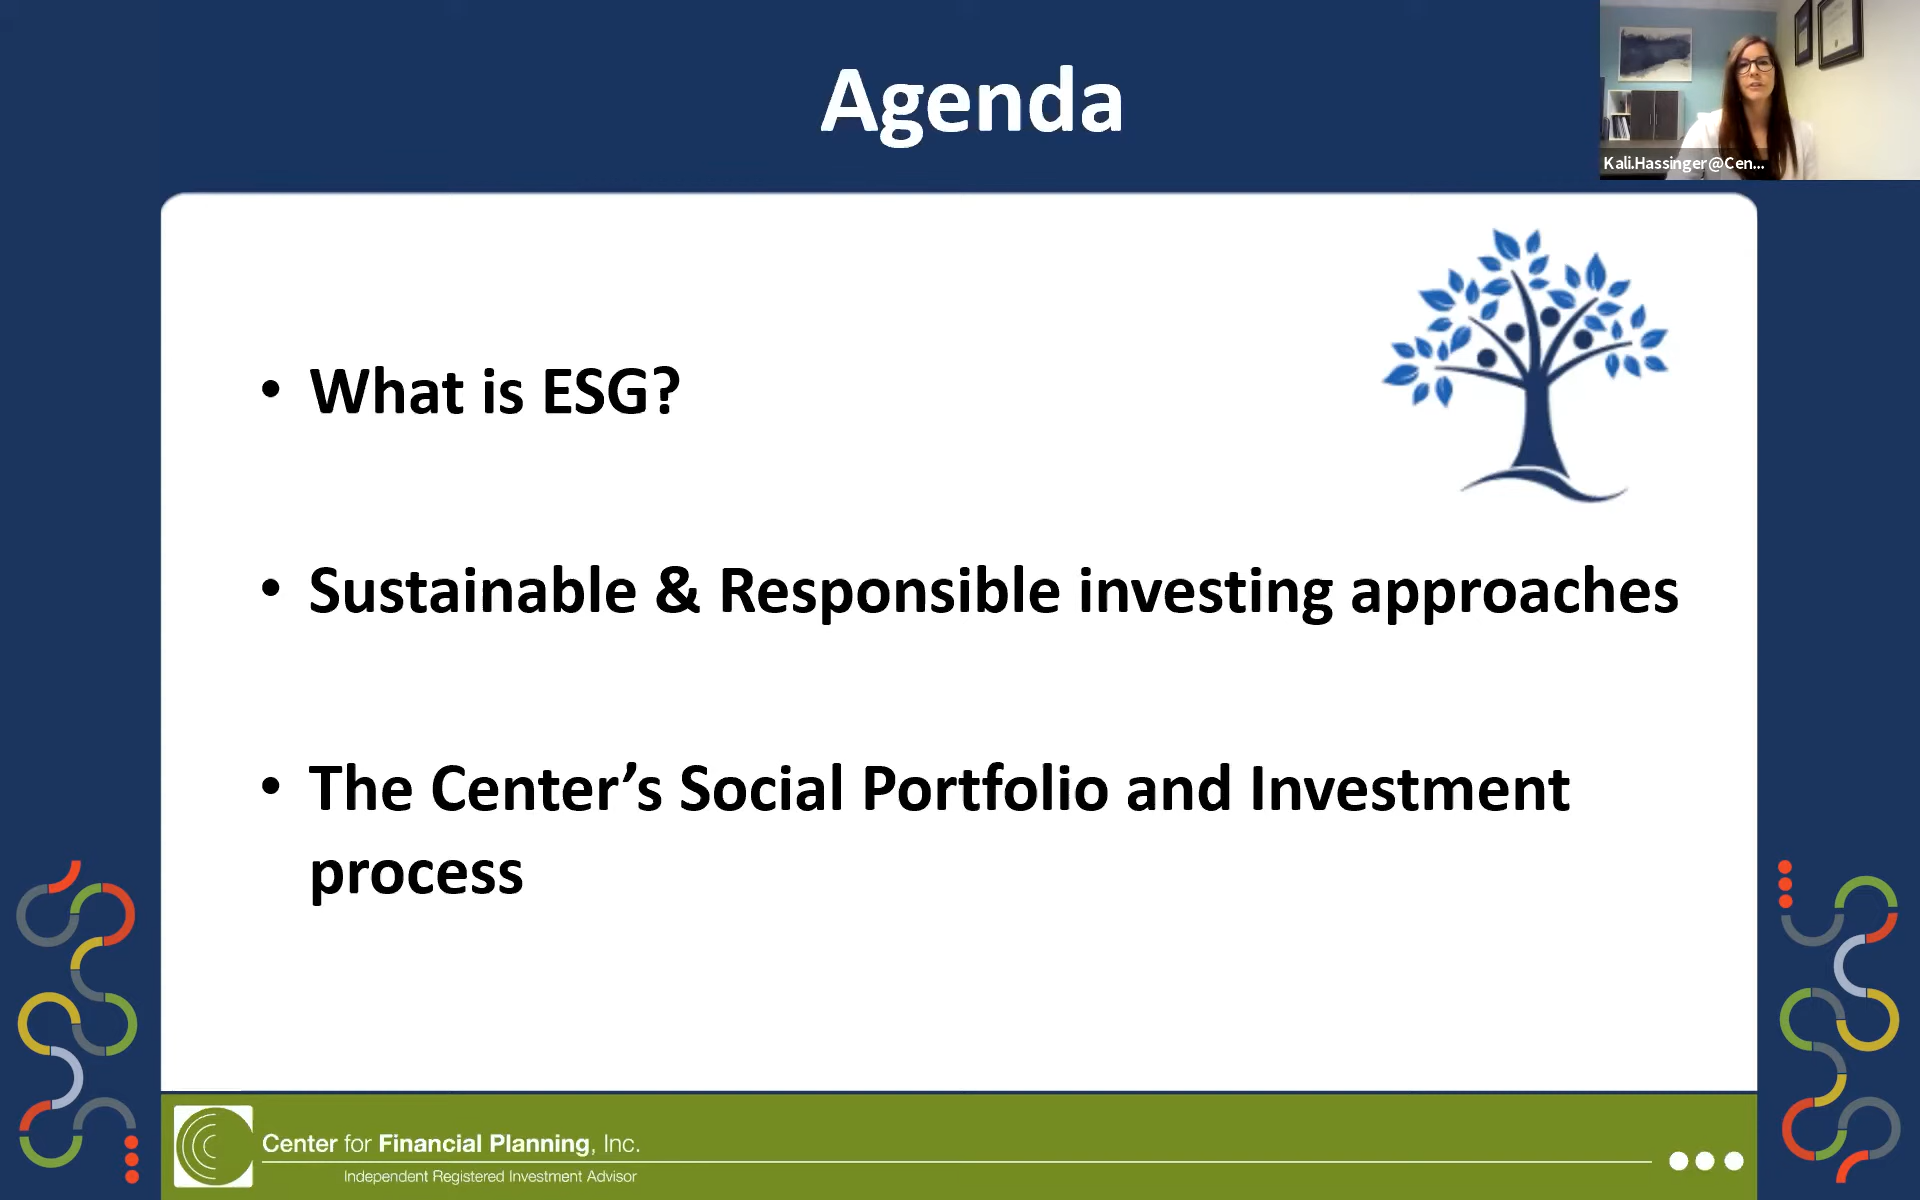 Agenda
Kali.Hassinger@Cen...
• What is ESG?
• Sustainable & Responsible investing approaches
• The Center’s Social Portfolio and Investment
process
Center for Financial Planning, Inc.
Independent Registered Investment Advisor